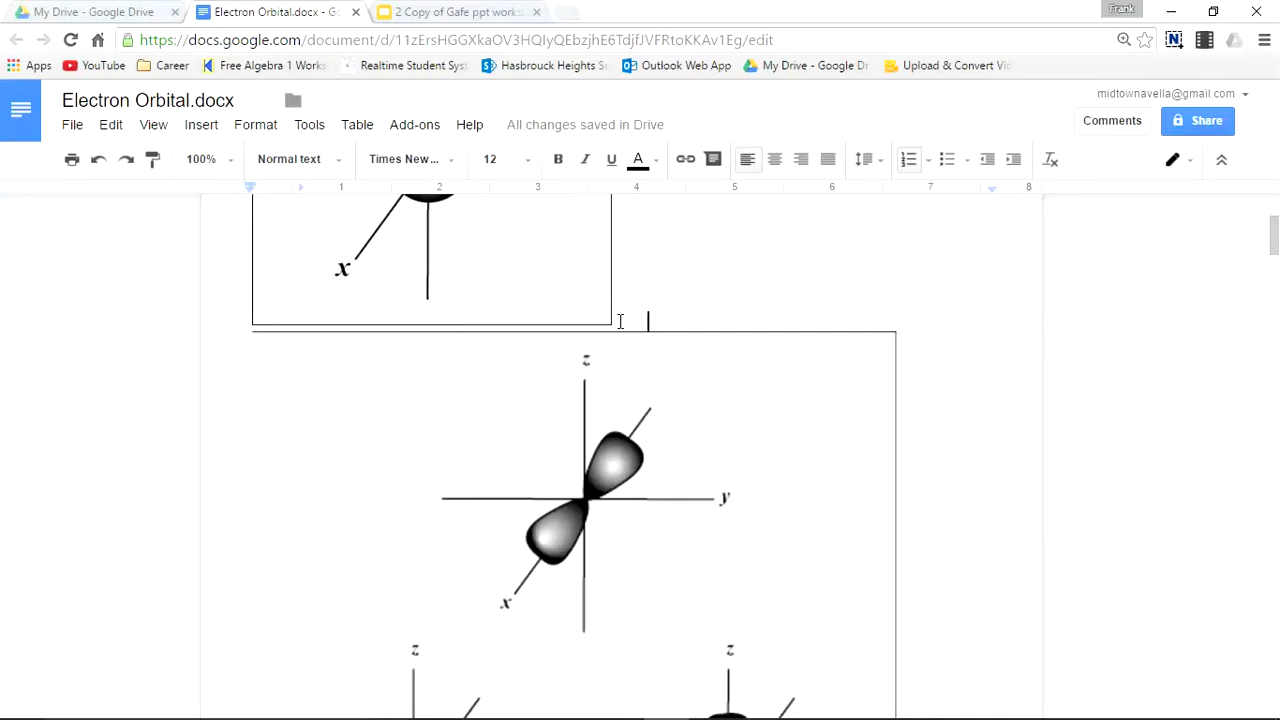 My Drive - Google Drive
Electron Orbital.docx - Go
2 Copy of Gafe ppt works
Frank
https://docs.google.com/document/d/11zErsHGGXkaOV3HQIyQEbzjhE6TdjfJVFRtoKKAv1Eg/edit
Apps YouTube Career Free Algebra 1 Works Realtime Student Sys Hasbrouck Heights S Outlook Web App My Drive - Google Dr Upload & Convert Vi
Electron Orbital.docx
midtownavella@gmail.com
File Edit View Insert Format Tools Table Add-ons Help All changes saved in Drive
Comments
Share
100% Normal text Times New... 12 B I U A
1 2 3 4 5 6 7 8
x
z
y
x
z z